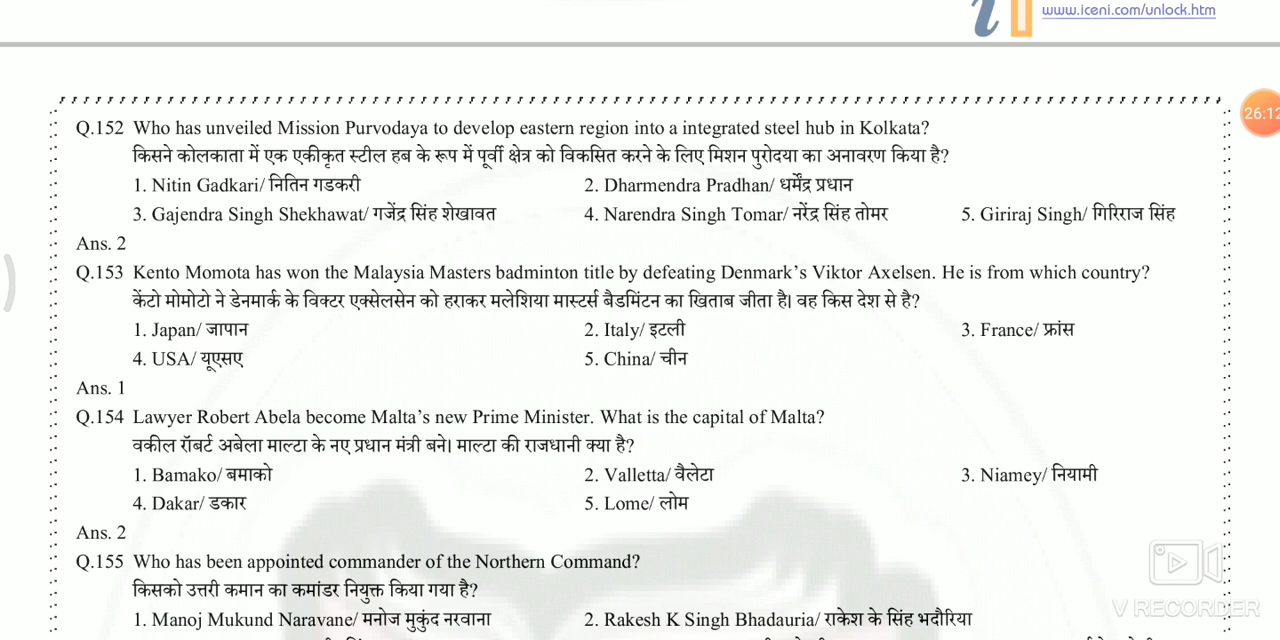 www.iceni.com/unlock.htm
26:12
Q.152 Who has unveiled Mission Purvodaya to develop eastern region into a integrated steel hub in Kolkata?
किसने कोलकाता में एक एकीकृत स्टील हब के रूप में पूर्वी क्षेत्र को विकसित करने के लिए मिशन पुरोदया का अनावरण किया है?
1. Nitin Gadkari/ नितिन गडकरी 2. Dharmendra Pradhan/ धर्मेंद्र प्रधान
3. Gajendra Singh Shekhawat/ गजेंद्र सिंह शेखावत 4. Narendra Singh Tomar/ नरेंद्र सिंह तोमर 5. Giriraj Singh/ गिरिराज सिंह
Ans. 2
Q.153 Kento Momota has won the Malaysia Masters badminton title by defeating Denmark's Viktor Axelsen. He is from which country?
केंटो मोमोटो ने डेनमार्क के विक्टर एक्सेलसेन को हराकर मलेशिया मास्टर्स बैडमिंटन का खिताब जीता है। वह किस देश से है?
1. Japan/ जापान 2. Italy/ इटली 3. France/ फ्रांस
4. USA/ यूएसए 5. China/ चीन
Ans. 1
Q.154 Lawyer Robert Abela become Malta's new Prime Minister. What is the capital of Malta?
वकील रॉबर्ट अबेला माल्टा के नए प्रधान मंत्री बने। माल्टा की राजधानी क्या है?
1. Bamako/ बमाको 2. Valletta/ वैलेटा 3. Niamey/ नियामी
4. Dakar/ डकार 5. Lome/ लोम
Ans. 2
Q.155 Who has been appointed commander of the Northern Command?
किसको उत्तरी कमान का कमांडर नियुक्त किया गया है?
1. Manoj Mukund Naravane/ मनोज मुकुंद नरवाना 2. Rakesh K Singh Bhadauria/ राकेश के सिंह भदौरिया
V RECORDER